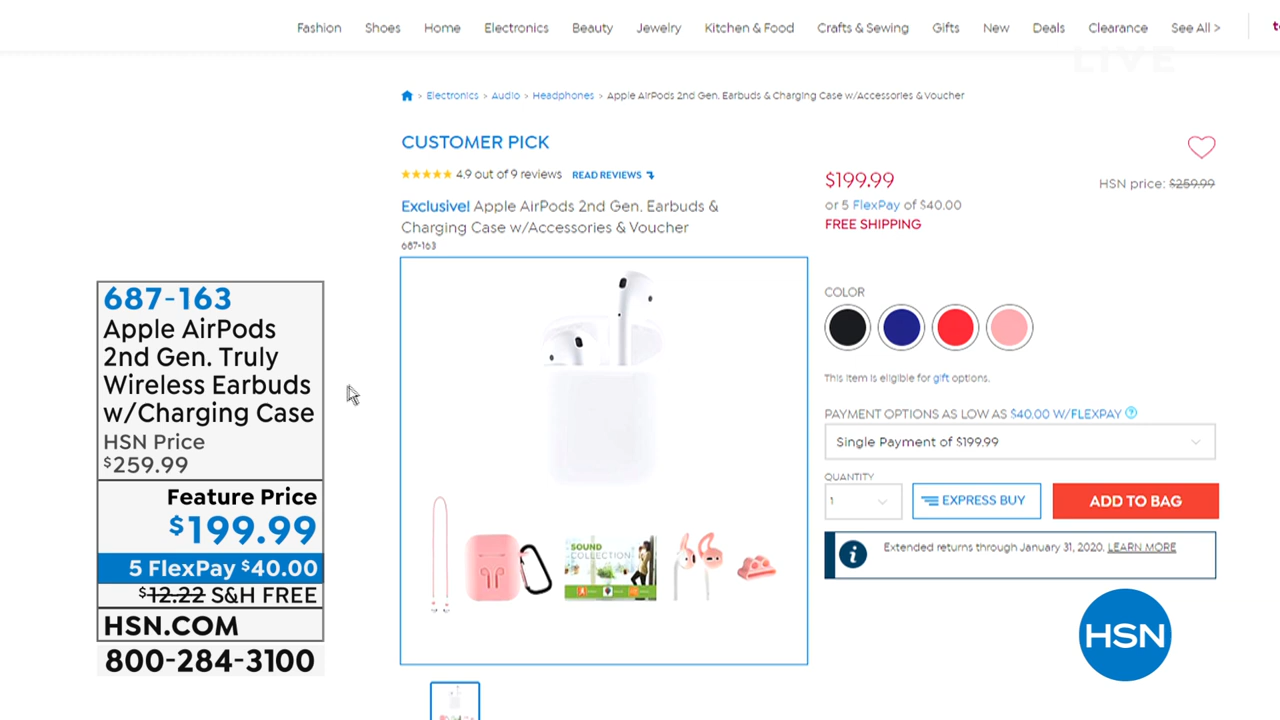 Fashion Shoes Home Electronics Beauty Jewelry Kitchen & Food Crafts & Sewing Gifts New Deals Clearance See All >
LIVE
> Electronics > Audio > Headphones > Apple AirPods 2nd Gen. Earbuds & Charging Case w/Accessories & Voucher
CUSTOMER PICK
4.9 out of 9 reviews READ REVIEWS
Exclusive! Apple AirPods 2nd Gen. Earbuds &
Charging Case w/Accessories & Voucher
687-163
$199.99
HSN price: $259.99
or 5 FlexPay of $40.00
FREE SHIPPING
COLOR
This item is eligible for gift options.
PAYMENT OPTIONS AS LOW AS $40.00 W/FLEXPAY ?
Single Payment of $199.99
QUANTITY
1
EXPRESS BUY
ADD TO BAG
i
Extended returns through January 31, 2020. LEARN MORE
SOUND
COLLECTION
687-163
Apple AirPods
2nd Gen. Truly
Wireless Earbuds
w/Charging Case
HSN Price
$259.99
Feature Price
$199.99
5 FlexPay $40.00
$12.22 S&H FREE
HSN.COM
800-284-3100
HSN